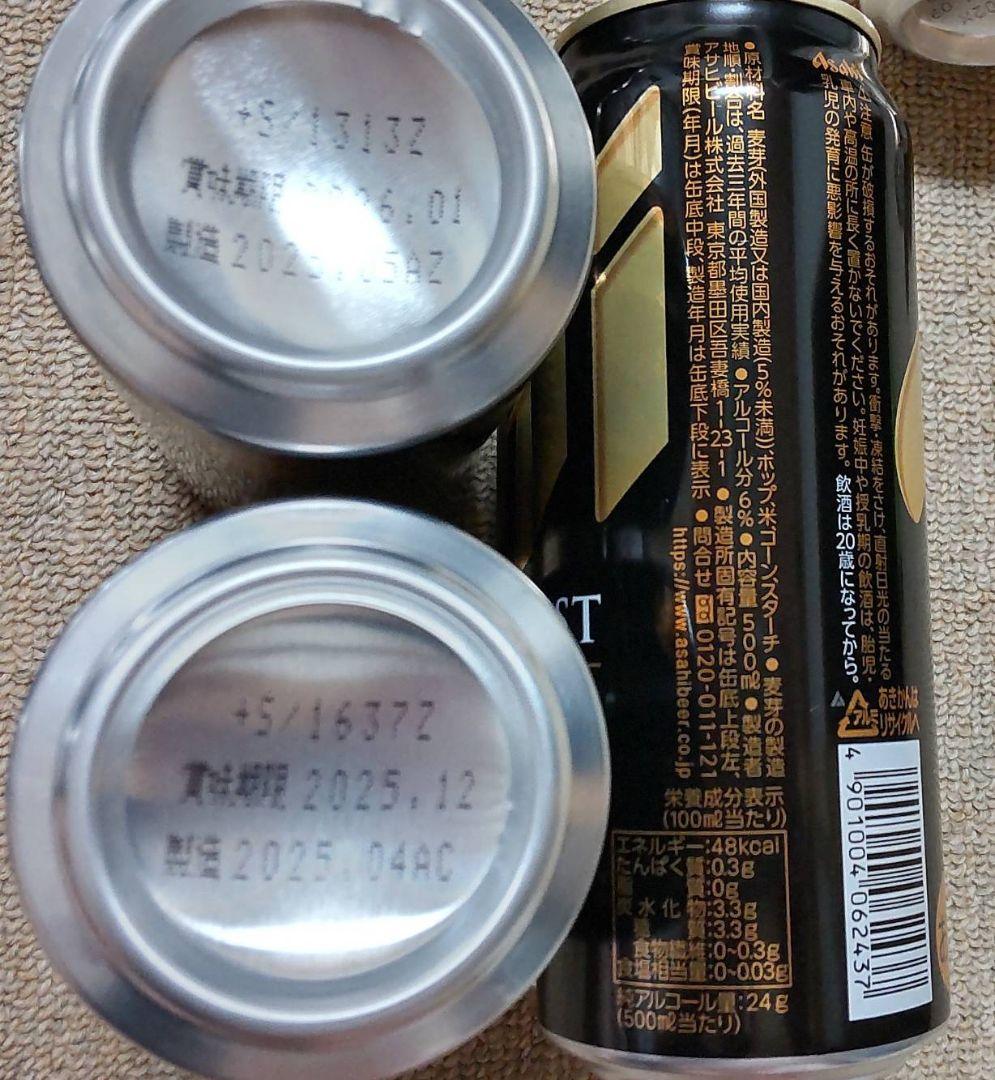 +S/1313Z
賞味期限 2026.01
製造 2025.05AZ
+S/1637Z
賞味期限 2025.12
製造 2025.04AC
ST
Asahi
注意 缶が破損するおそれがあります。衝撃・凍結をさけ、直射日光の当たる
車内や高温の所に長く置かないでください。妊娠中や授乳期の飲酒は、胎児・
乳児の発育に悪影響を与えるおそれがあります。 飲酒は20歳になってから。
●原材料名 麦芽(外国製造又は国内製造(5%未満))、ホップ、米、コーンスターチ ● 麦芽の製造
地順・割合は、過去三年間の平均使用実績 ●アルコール分 6% ●内容量 500㎖ ●製造者
アサヒビール株式会社 東京都墨田区吾妻橋1-23-1 ●製造所固有記号は缶底上段左、
賞味期限(年月)は缶底中段、製造年月は缶底下段に表示 ●問合せ 0120-011-121
https://www.asahibeer.co.jp
あきかんは
リサイクルへ
アルミ
栄養成分表示
(100㎖当たり)
エネルギー:48kcal
たんぱく質:0.3g
脂質:0g
炭水化物:3.3g
糖質:3.3g
食物繊維:0~0.3g
食塩相当量:0~0.03g
純アルコール量:24g
(500㎖当たり)
4 901004 062437